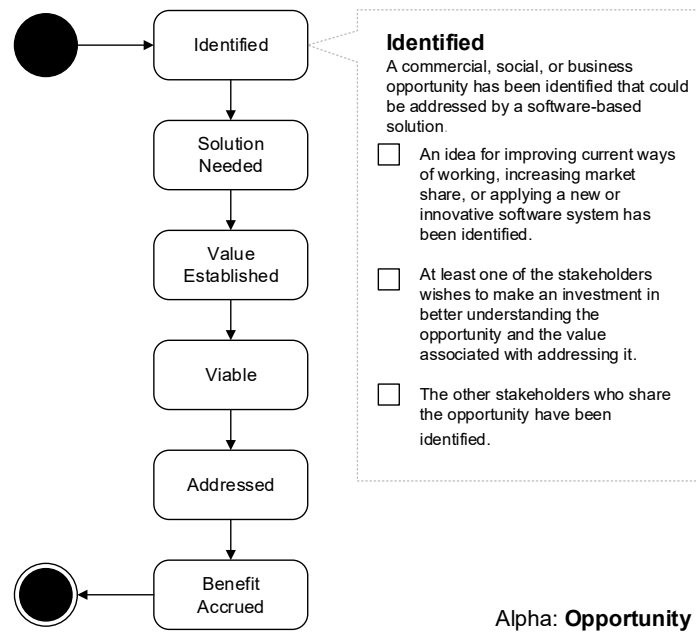 Identified
Solution
Needed
Value
Established
Viable
Addressed
Benefit
Accrued
Identified
A commercial, social, or business
opportunity has been identified that could
be addressed by a software-based
solution.
An idea for improving current ways
of working, increasing market
share, or applying a new or
innovative software system has
been identified.
At least one of the stakeholders
wishes to make an investment in
better understanding the
opportunity and the value
associated with addressing it.
The other stakeholders who share
the opportunity have been
identified.
Alpha: Opportunity